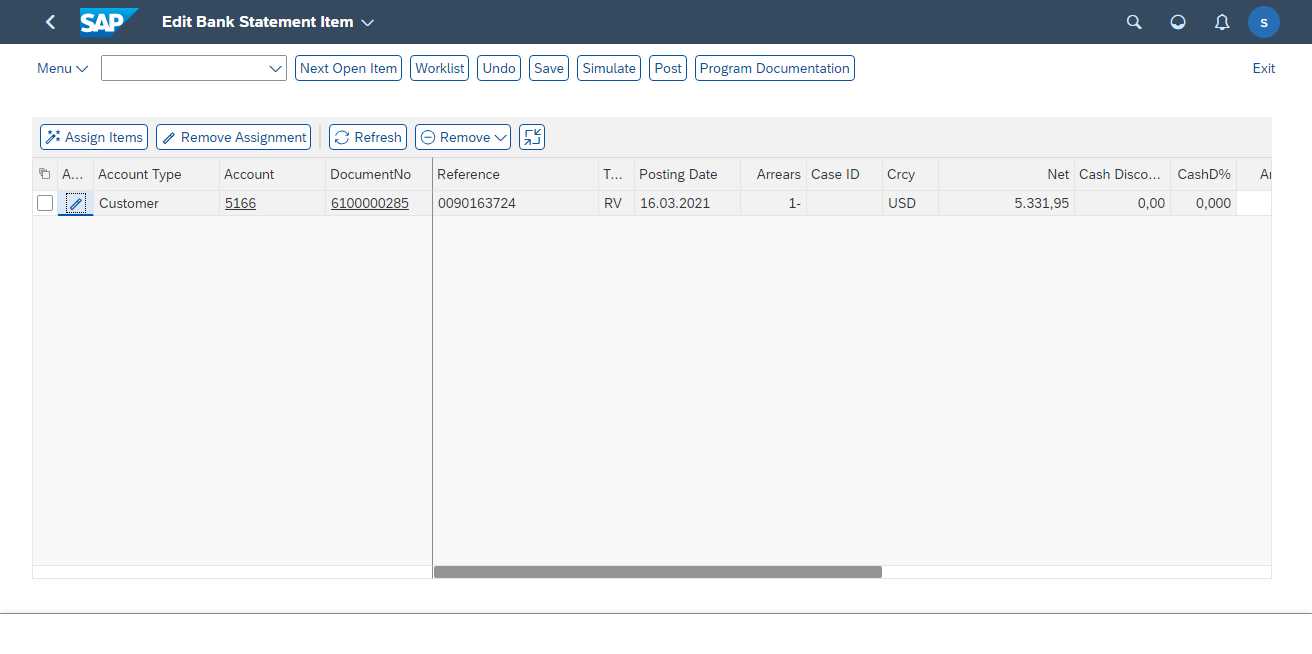 SAP Edit Bank Statement Item S
Menu Next Open Item Worklist Undo Save Simulate Post Program Documentation Exit
Assign Items Remove Assignment Refresh Remove
A... Account Type Account DocumentNo Reference T... Posting Date Arrears Case ID Crcy Net Cash Disco... CashD%
Customer 5166 6100000285 0090163724 RV 16.03.2021 1- USD 5.331,95 0,00 0,000